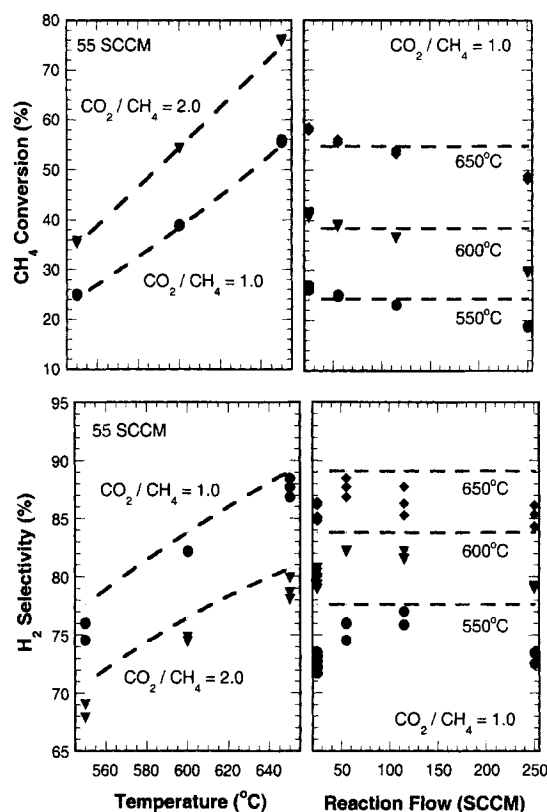 80
70
60
50
40
30
20
10
CH4 Conversion (%)
55 SCCM
CO2 / CH4 = 2.0
CO2 / CH4 = 1.0
CO2 / CH4 = 1.0
650°C
600°C
550°C
95
90
85
80
75
70
65
H2 Selectivity (%)
55 SCCM
CO2 / CH4 = 1.0
CO2 / CH4 = 2.0
650°C
600°C
550°C
CO2 / CH4 = 1.0
560 580 600 620 640
50 100 150 200 250
Temperature (°C)
Reaction Flow (SCCM)